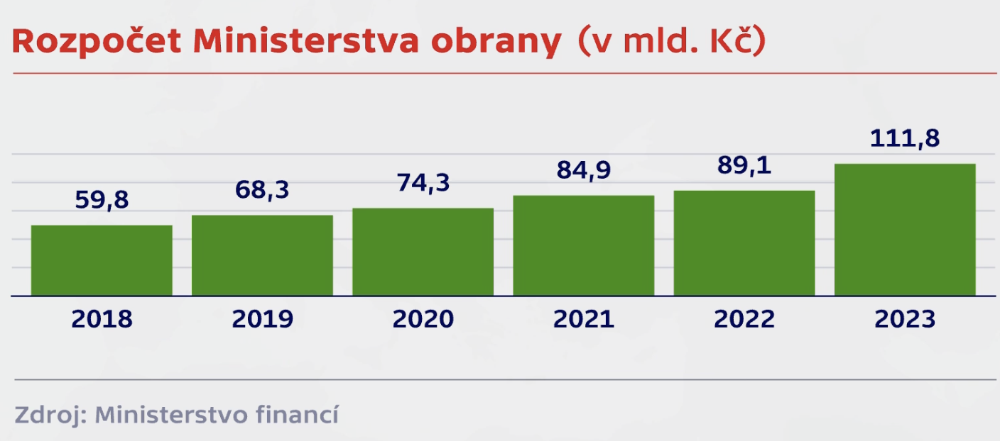 Rozpočet Ministerstva obrany (v mld. Kč)
59,8 68,3 74,3 84,9 89,1 111,8
2018 2019 2020 2021 2022 2023
Zdroj: Ministerstvo financí